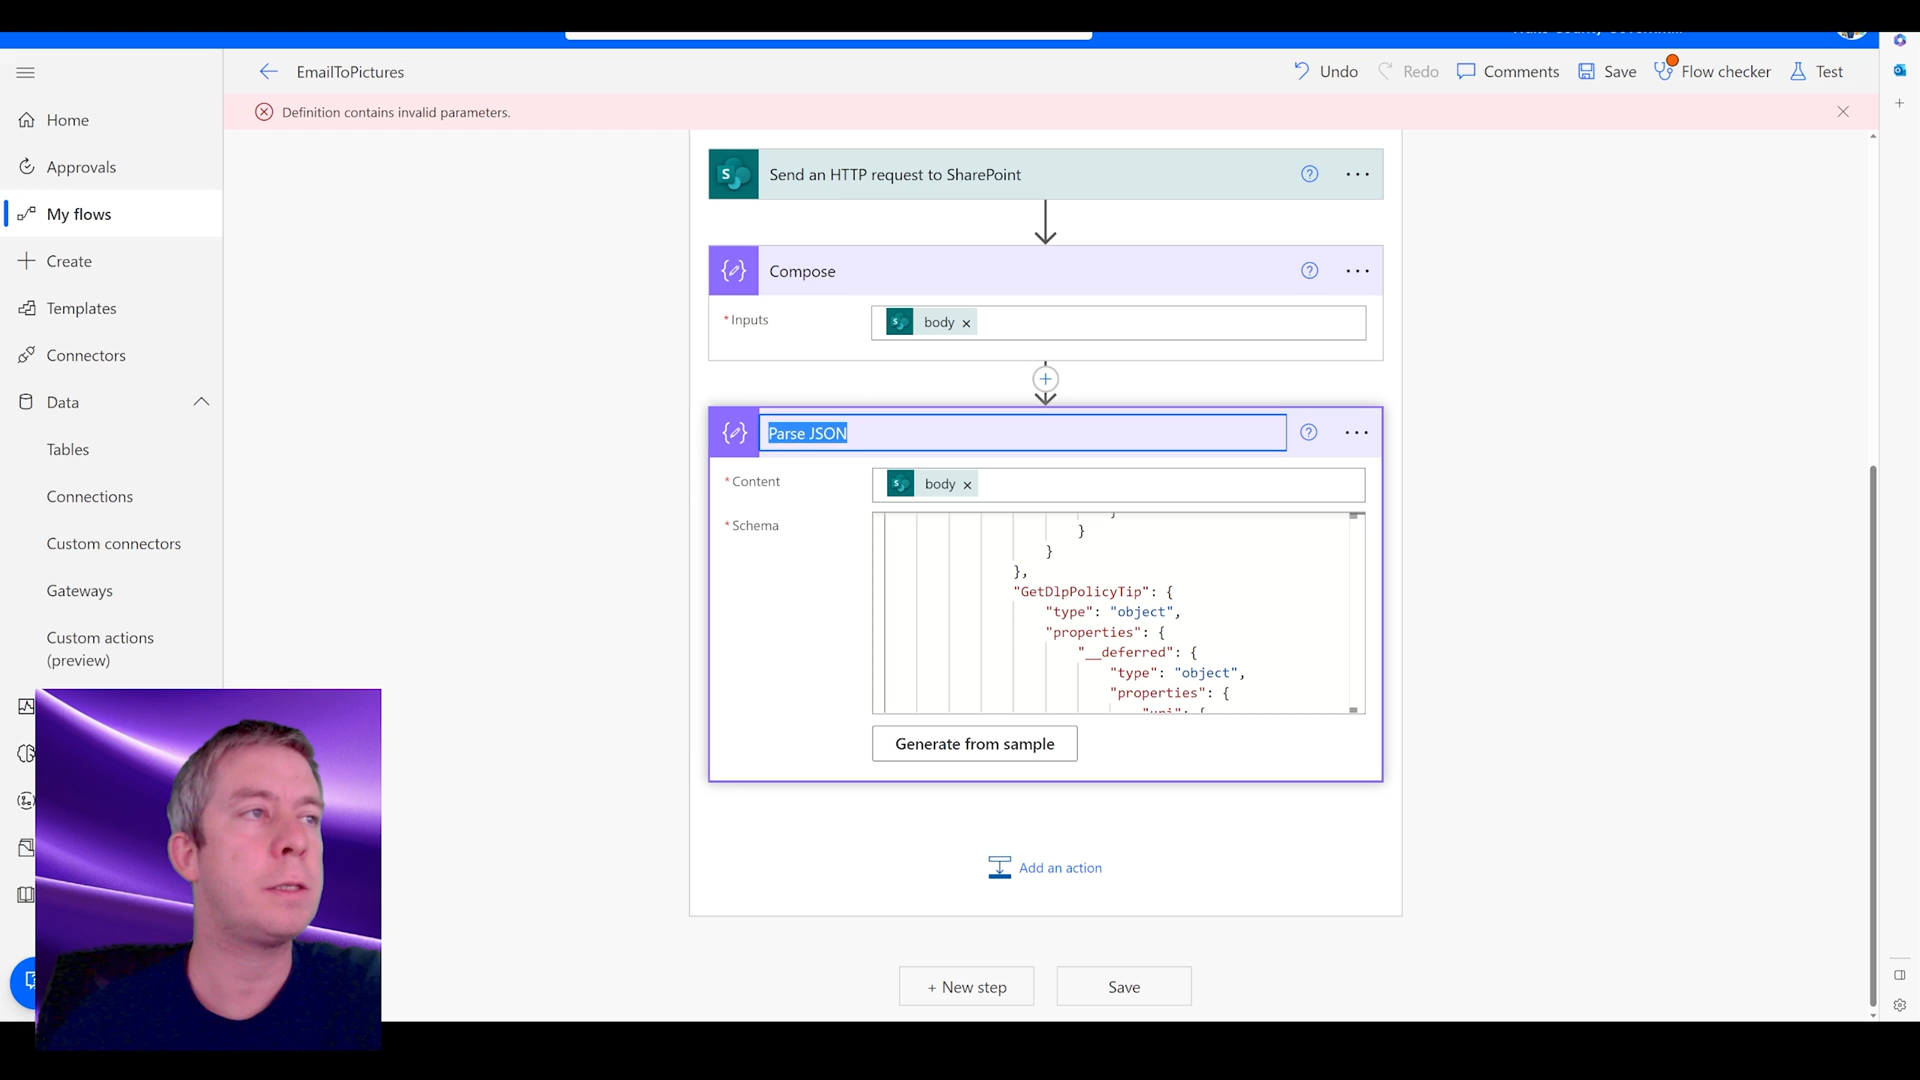 EmailToPictures
Undo
Redo
Comments
Save
Flow checker
Test
Definition contains invalid parameters.
Home
Approvals
My flows
Create
Templates
Connectors
Data
Tables
Connections
Custom connectors
Gateways
Custom actions
(preview)
Send an HTTP request to SharePoint
Compose
* Inputs
body
Parse JSON
* Content
body
* Schema
}
}
},
"GetDlpPolicyTip": {
"type": "object",
"properties": {
"__deferred": {
"type": "object",
"properties": {
"uri": {
Generate from sample
Add an action
+ New step
Save